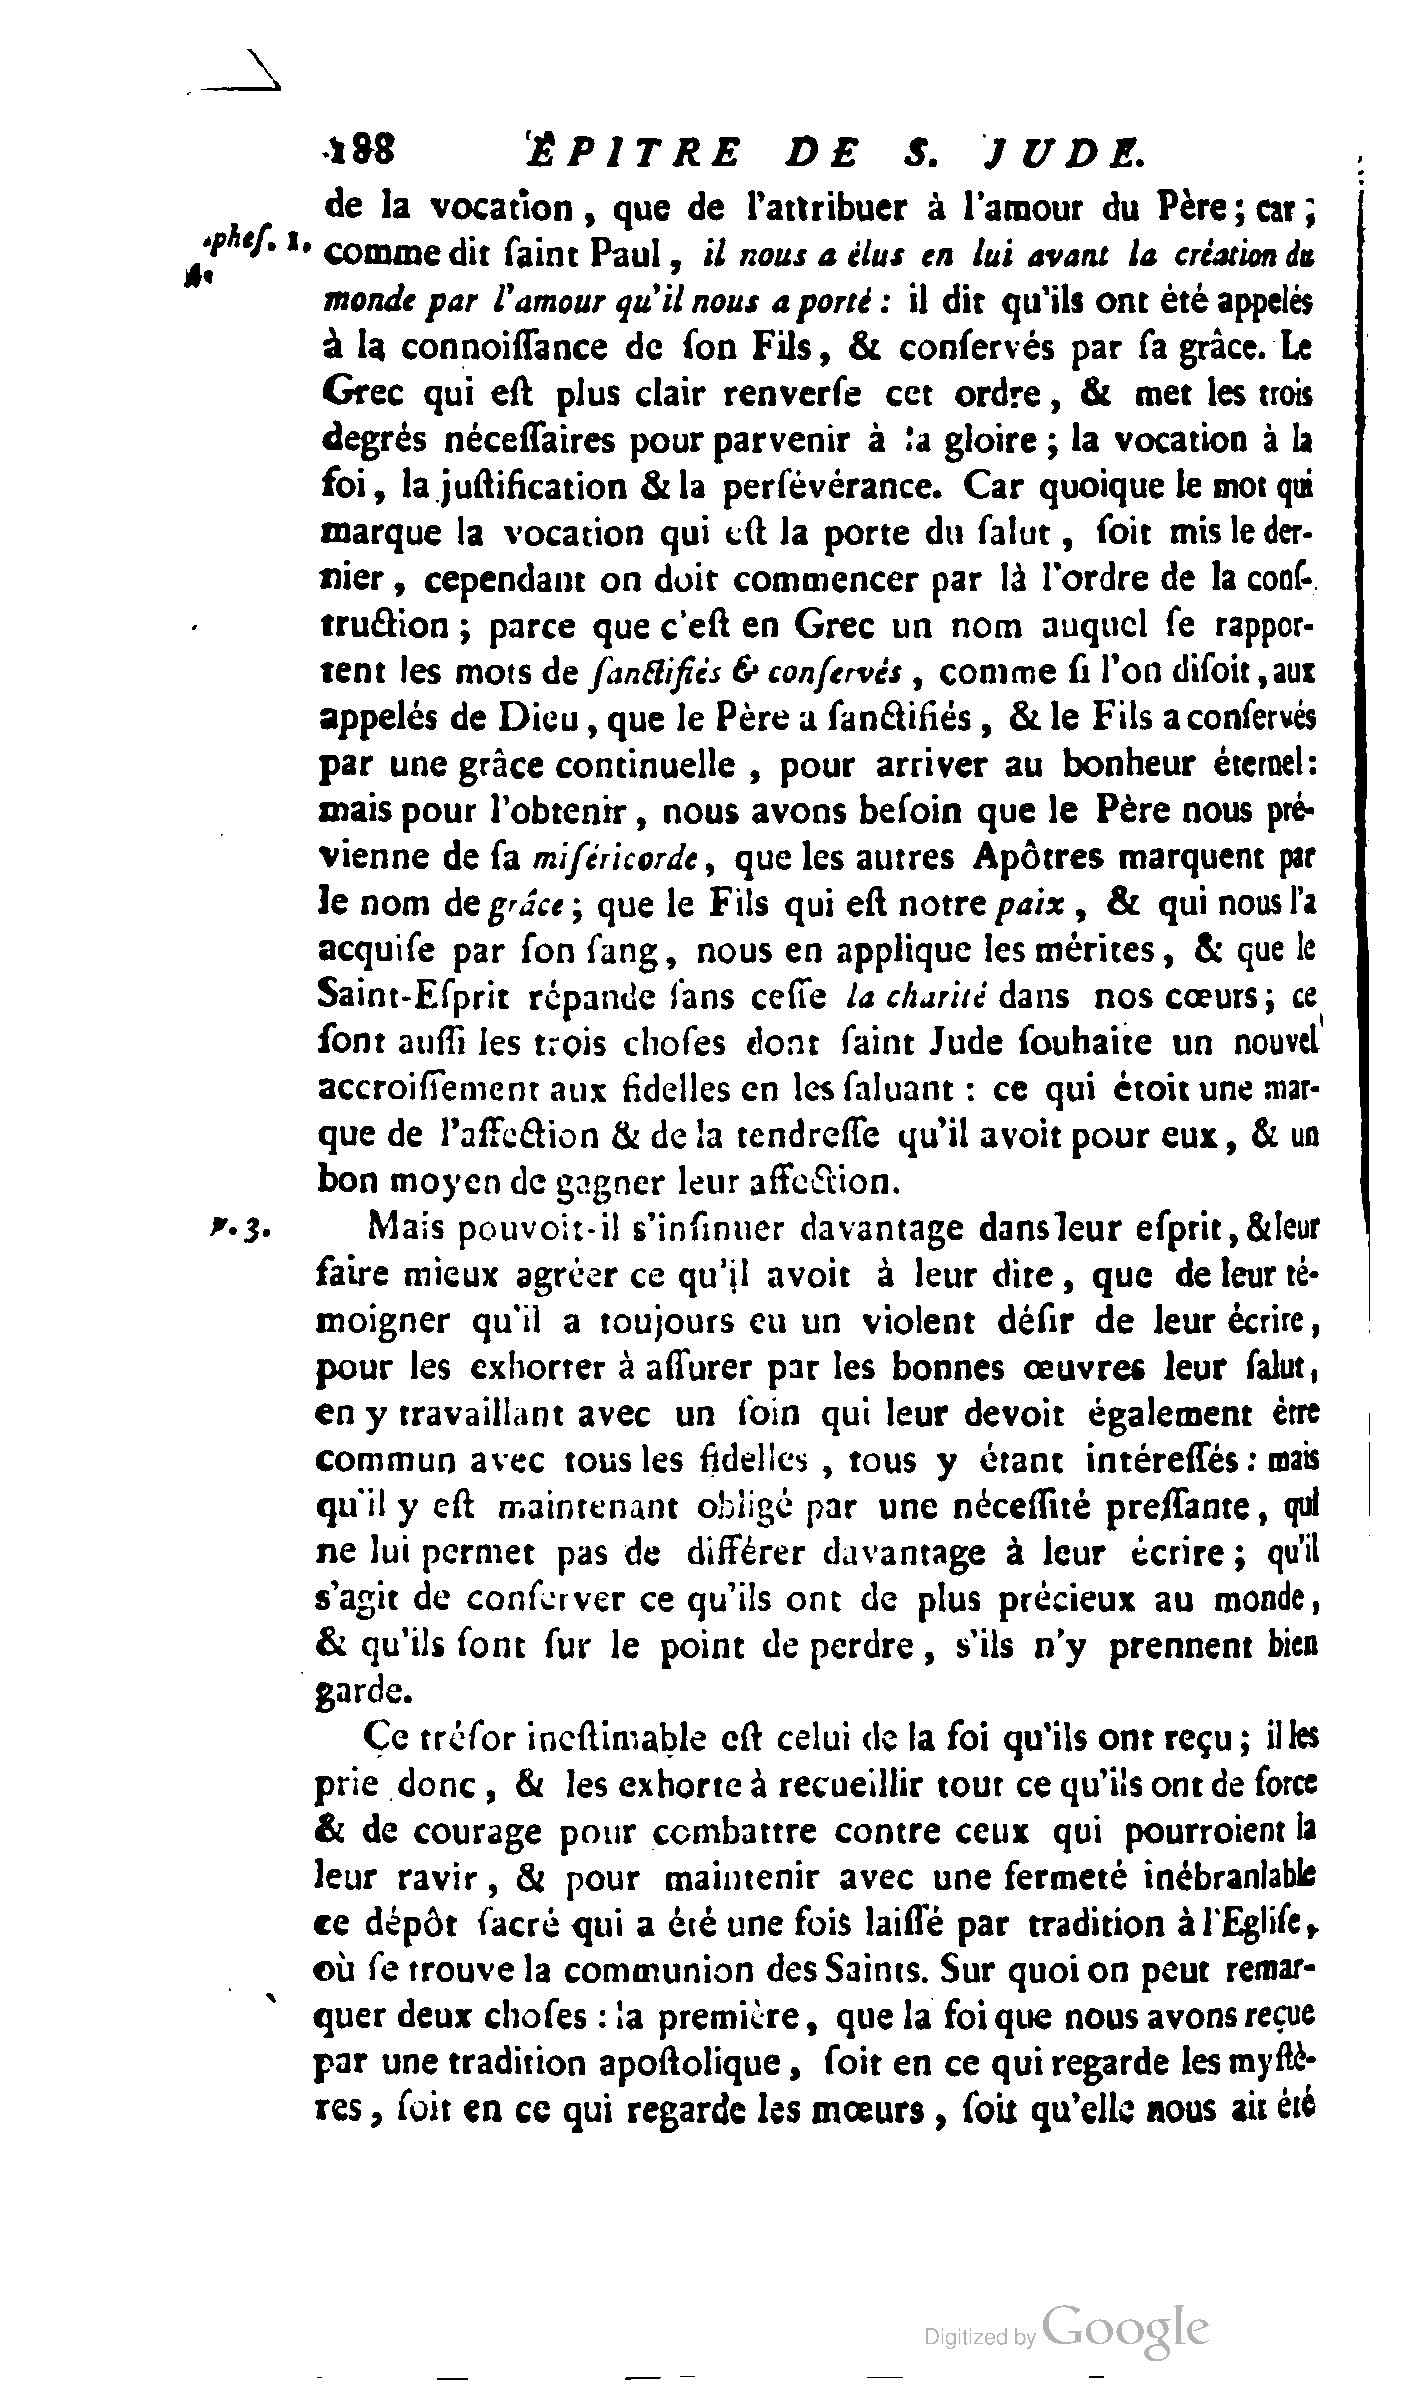 188 ÉPITRE DE S. JUDE.
de la vocation, que de l'attribuer à l'amour du Père; car;
.phes. 1. comme dit ſaint Paul, il nous a élus en lui avant la création du
4.
monde par l'amour qu'il nous a porté : il dit qu'ils ont été appelés
à la connoiſſance de ſon Fils, & conſervés par ſa grâce. Le
Grec qui eſt plus clair renverſe cet ordre, & met les trois
degrés néceſſaires pour parvenir à la gloire; la vocation à la
foi, la juſtification & la perſévérance. Car quoique le mot qui
marque la vocation qui eſt la porte du ſalut, ſoit mis le der-
nier, cependant on doit commencer par là l'ordre de la conſ-
truction; parce que c'eſt en Grec un nom auquel ſe rappor-
tent les mots de ſanctifiés & conſervés, comme ſi l'on diſoit, aux
appelés de Dieu, que le Père a ſanctifiés, & le Fils a conſervés
par une grâce continuelle, pour arriver au bonheur éternel:
mais pour l'obtenir, nous avons beſoin que le Père nous pré-
vienne de ſa miſéricorde, que les autres Apôtres marquent par
le nom de grâce; que le Fils qui eſt notre paix, & qui nous l'a
acquiſe par ſon ſang, nous en applique les mérites, & que le
Saint-Eſprit répande ſans ceſſe la charité dans nos cœurs; ce
ſont auſſi les trois choſes dont ſaint Jude ſouhaite un nouvel
accroiſſement aux fidelles en les ſaluant : ce qui étoit une mar-
que de l'affection & de la tendreſſe qu'il avoit pour eux, & un
bon moyen de gagner leur affection.
v. 3. Mais pouvoit-il s'inſinuer davantage dans leur eſprit, & leur
faire mieux agréer ce qu'il avoit à leur dire, que de leur té-
moigner qu'il a toujours eu un violent déſir de leur écrire,
pour les exhorter à aſſurer par les bonnes œuvres leur ſalut,
en y travaillant avec un ſoin qui leur devoit également être
commun avec tous les fidelles, tous y étant intéreſſés : mais
qu'il y eſt maintenant obligé par une néceſſité preſſante, qui
ne lui permet pas de différer davantage à leur écrire; qu'il
s'agit de conſerver ce qu'ils ont de plus précieux au monde,
& qu'ils ſont ſur le point de perdre, s'ils n'y prennent bien
garde.
Ce tréſor ineſtimable eſt celui de la foi qu'ils ont reçu; il les
prie donc, & les exhorte à recueillir tout ce qu'ils ont de force
& de courage pour combattre contre ceux qui pourroient la
leur ravir, & pour maintenir avec une fermeté inébranlable
ce dépôt ſacré qui a été une fois laiſſé par tradition à l'Egliſe,
où ſe trouve la communion des Saints. Sur quoi on peut remar-
quer deux choſes : la première, que la foi que nous avons reçue
par une tradition apoſtolique, ſoit en ce qui regarde les myſtè-
res, ſoit en ce qui regarde les mœurs, ſoit qu'elle nous ait été
Digitized by Google